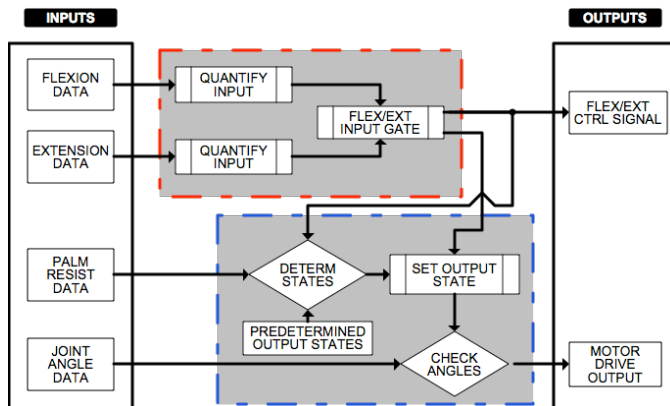 INPUTS
OUTPUTS
FLEXION
DATA
QUANTIFY
INPUT
FLEX/EXT
INPUT GATE
FLEX/EXT
CTRL SIGNAL
EXTENSION
DATA
QUANTIFY
INPUT
PALM
RESIST
DATA
DETERM
STATES
SET OUTPUT
STATE
PREDETERMINED
OUTPUT STATES
JOINT
ANGLE
DATA
CHECK
ANGLES
MOTOR
DRIVE
OUTPUT